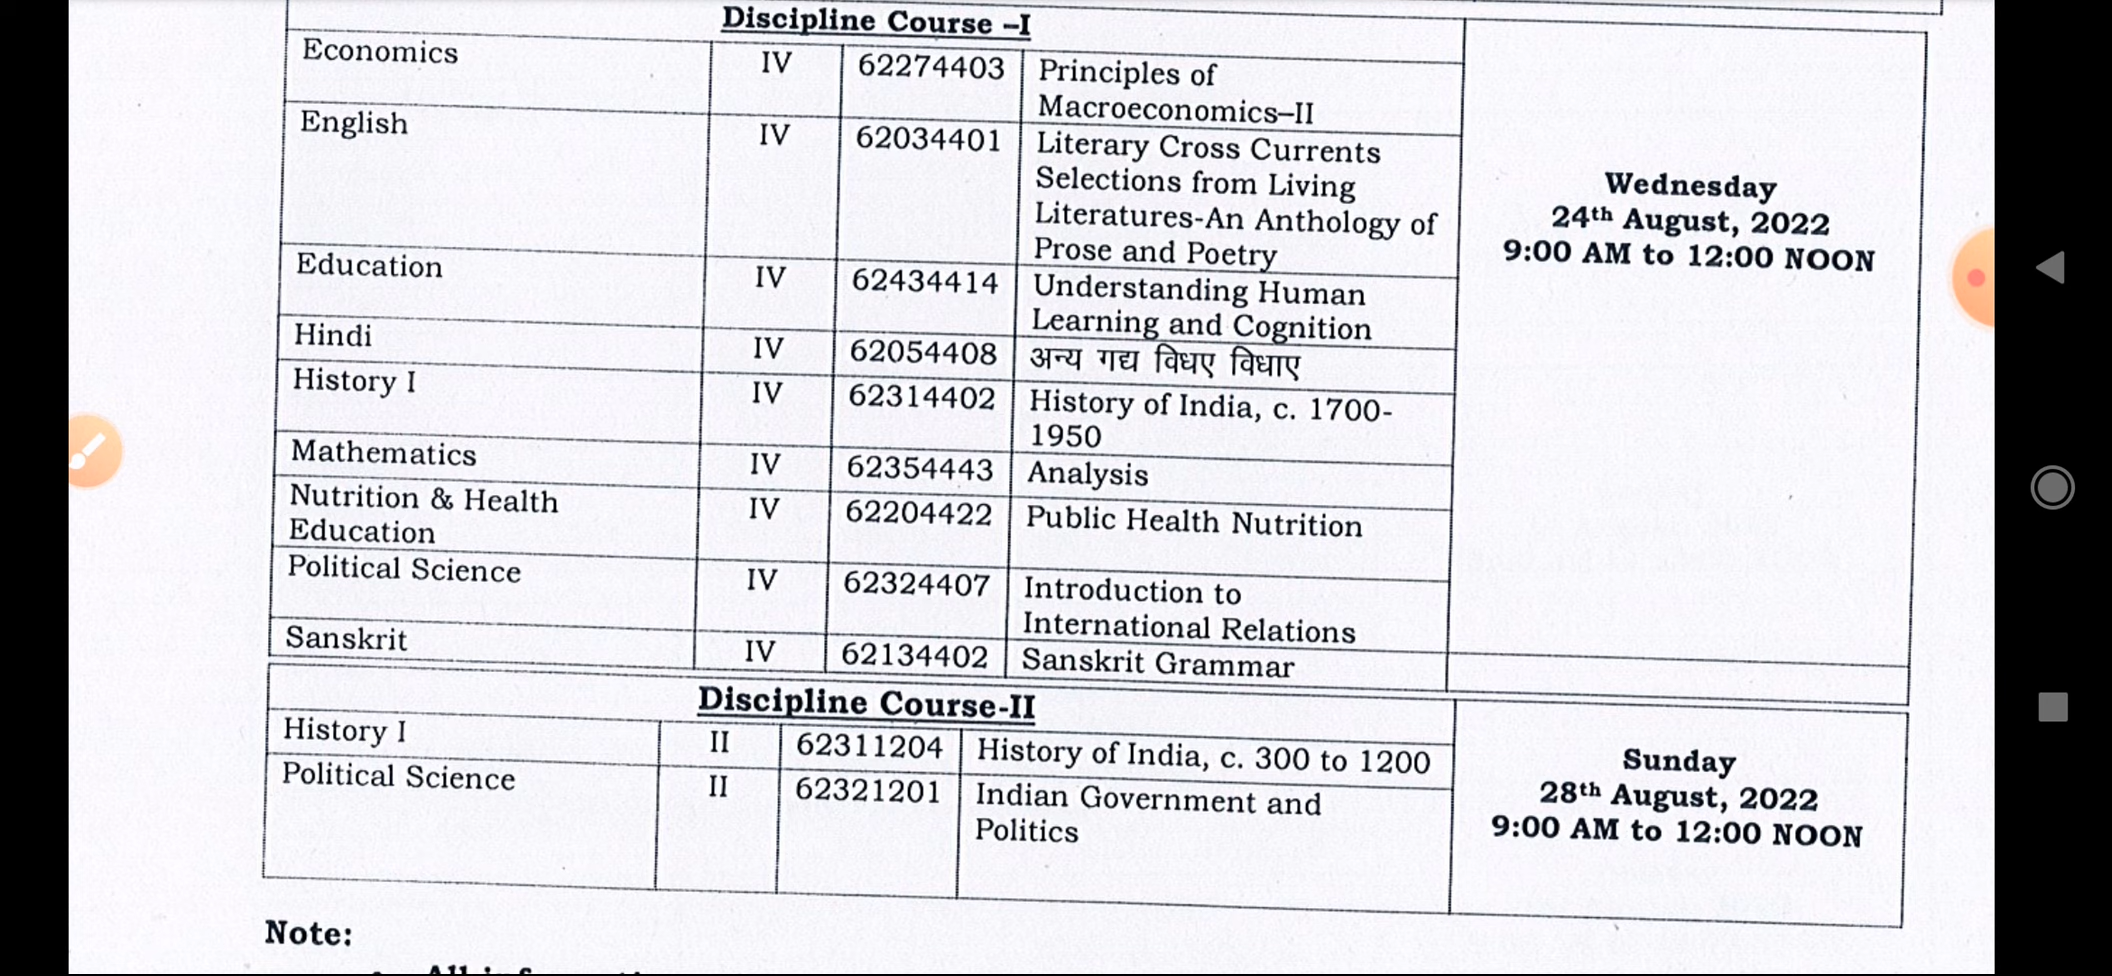 Discipline Course –I
Economics IV 62274403 Principles of
Macroeconomics–II
English IV 62034401 Literary Cross Currents
Selections from Living
Literatures-An Anthology of
Prose and Poetry
Wednesday
24th August, 2022
9:00 AM to 12:00 NOON
Education IV 62434414 Understanding Human
Learning and Cognition
Hindi IV 62054408 अन्य गद्य विधए विधाए
History I IV 62314402 History of India, c. 1700-
1950
Mathematics IV 62354443 Analysis
Nutrition & Health IV 62204422 Public Health Nutrition
Education
Political Science IV 62324407 Introduction to
International Relations
Sanskrit IV 62134402 Sanskrit Grammar
Discipline Course-II
History I II 62311204 History of India, c. 300 to 1200
Political Science II 62321201 Indian Government and
Politics
Sunday
28th August, 2022
9:00 AM to 12:00 NOON
Note: